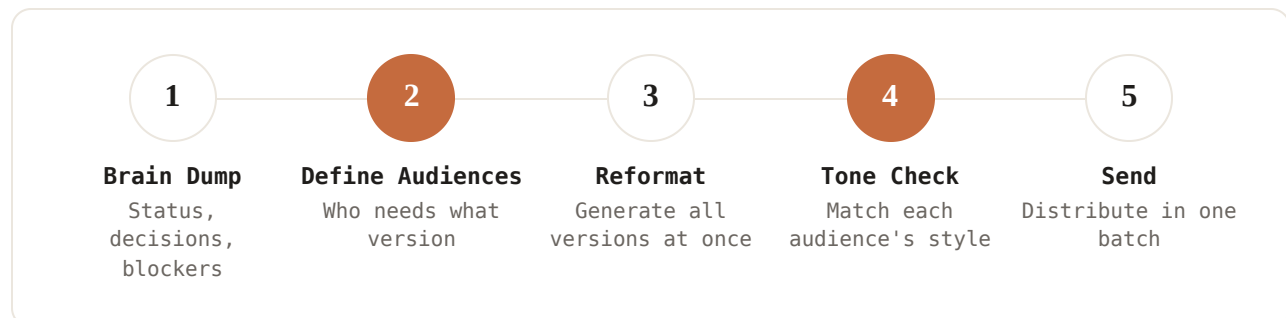 1
2
3
4
5
Brain Dump
Status,
decisions,
blockers
Define Audiences
Who needs what
version
Reformat
Generate all
versions at once
Tone Check
Match each
audience's style
Send
Distribute in one
batch